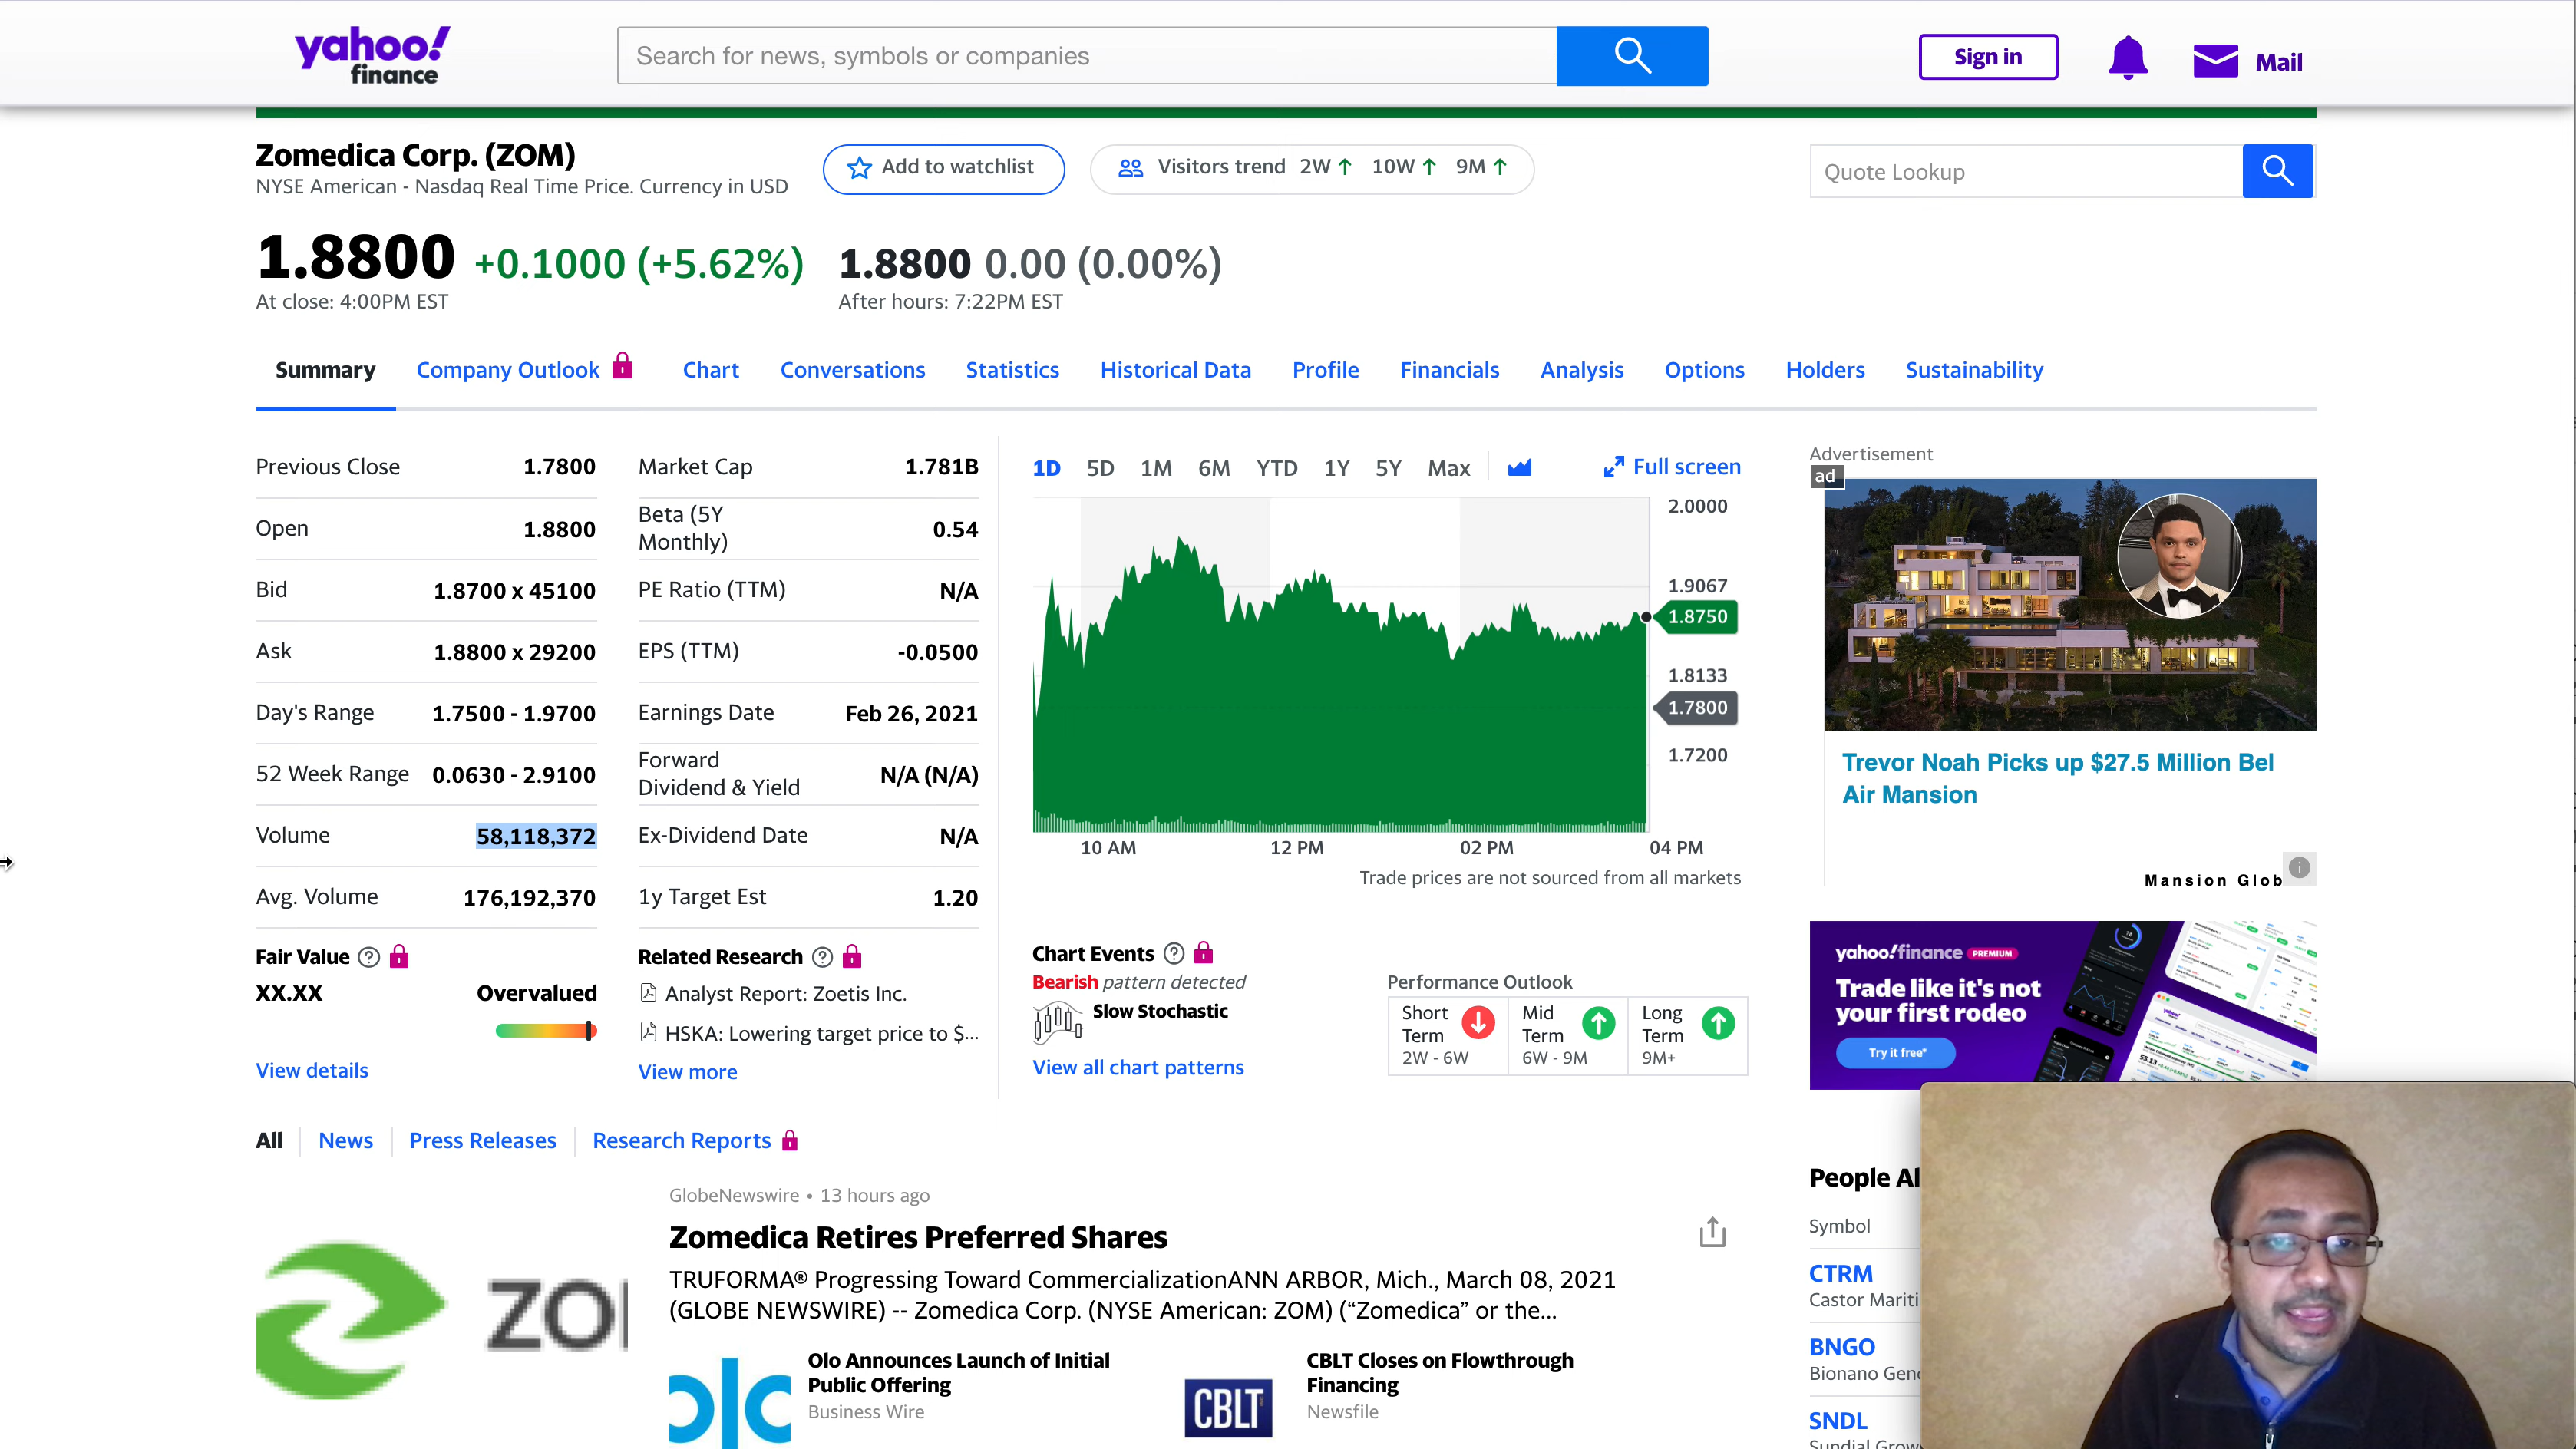 yahoo!
finance
Search for news, symbols or companies
Sign in
Mail
Zomedica Corp. (ZOM)
NYSE American - Nasdaq Real Time Price. Currency in USD
Add to watchlist
Visitors trend 2W↑ 10W↑ 9M↑
Quote Lookup
1.8800 +0.1000 (+5.62%) 1.8800 0.00 (0.00%)
At close: 4:00PM EST
After hours: 7:22PM EST
Summary Company Outlook Chart Conversations Statistics Historical Data Profile Financials Analysis Options Holders Sustainability
Previous Close 1.7800
Open 1.8800
Bid 1.8700 x 45100
Ask 1.8800 x 29200
Day's Range 1.7500 - 1.9700
52 Week Range 0.0630 - 2.9100
Volume 58,118,372
Avg. Volume 176,192,370
Market Cap 1.781B
Beta (5Y
Monthly) 0.54
PE Ratio (TTM) N/A
EPS (TTM) -0.0500
Earnings Date Feb 26, 2021
Forward
Dividend & Yield N/A (N/A)
Ex-Dividend Date N/A
1y Target Est 1.20
1D 5D 1M 6M YTD 1Y 5Y Max Full screen
2.0000
1.9067
1.8750
1.8133
1.7800
1.7200
10 AM 12 PM 02 PM 04 PM
Trade prices are not sourced from all markets
Advertisement
ad
Trevor Noah Picks up $27.5 Million Bel
Air Mansion
Mansion Glob
Fair Value
XX.XX Overvalued
View details
Related Research
Analyst Report: Zoetis Inc.
HSKA: Lowering target price to $...
View more
Chart Events
Bearish pattern detected
Slow Stochastic
View all chart patterns
Performance Outlook
Short
Term
2W - 6W
Mid
Term
6W - 9M
Long
Term
9M+
yahoo!finance PREMIUM
Trade like it's not
your first rodeo
Try it free*
All News Press Releases Research Reports
GlobeNewswire • 13 hours ago
Zomedica Retires Preferred Shares
TRUFORMA® Progressing Toward CommercializationANN ARBOR, Mich., March 08, 2021
(GLOBE NEWSWIRE) -- Zomedica Corp. (NYSE American: ZOM) (“Zomedica” or the...
ZO
Olo Announces Launch of Initial
Public Offering
Business Wire
CBLT
CBLT Closes on Flowthrough
Financing
Newsfile
People Al
Symbol
CTRM
Castor Mariti
BNGO
Bionano Gen
SNDL
Sundial Grow